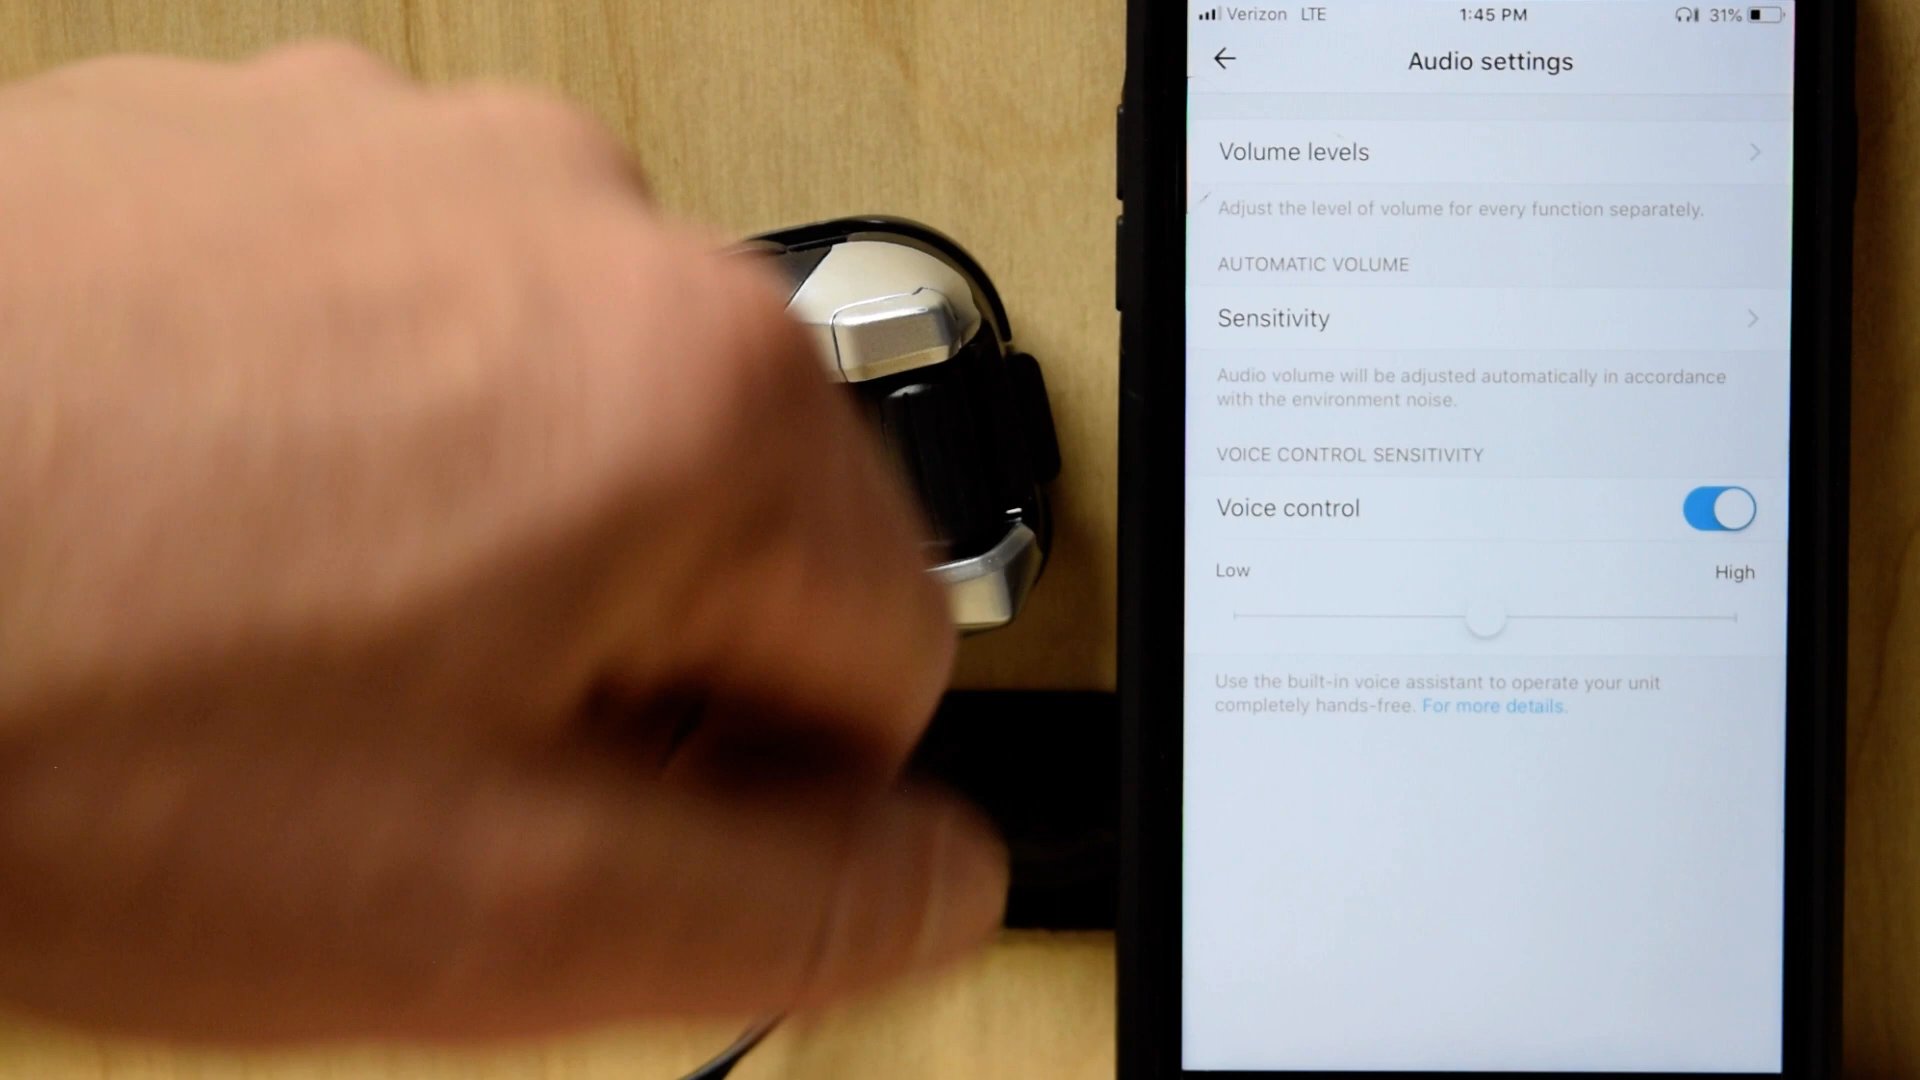 Verizon LTE 1:45 PM 31%
Audio settings
Volume levels
Adjust the level of volume for every function separately.
AUTOMATIC VOLUME
Sensitivity
Audio volume will be adjusted automatically in accordance
with the environment noise.
VOICE CONTROL SENSITIVITY
Voice control
Low High
Use the built-in voice assistant to operate your unit
completely hands-free. For more details.